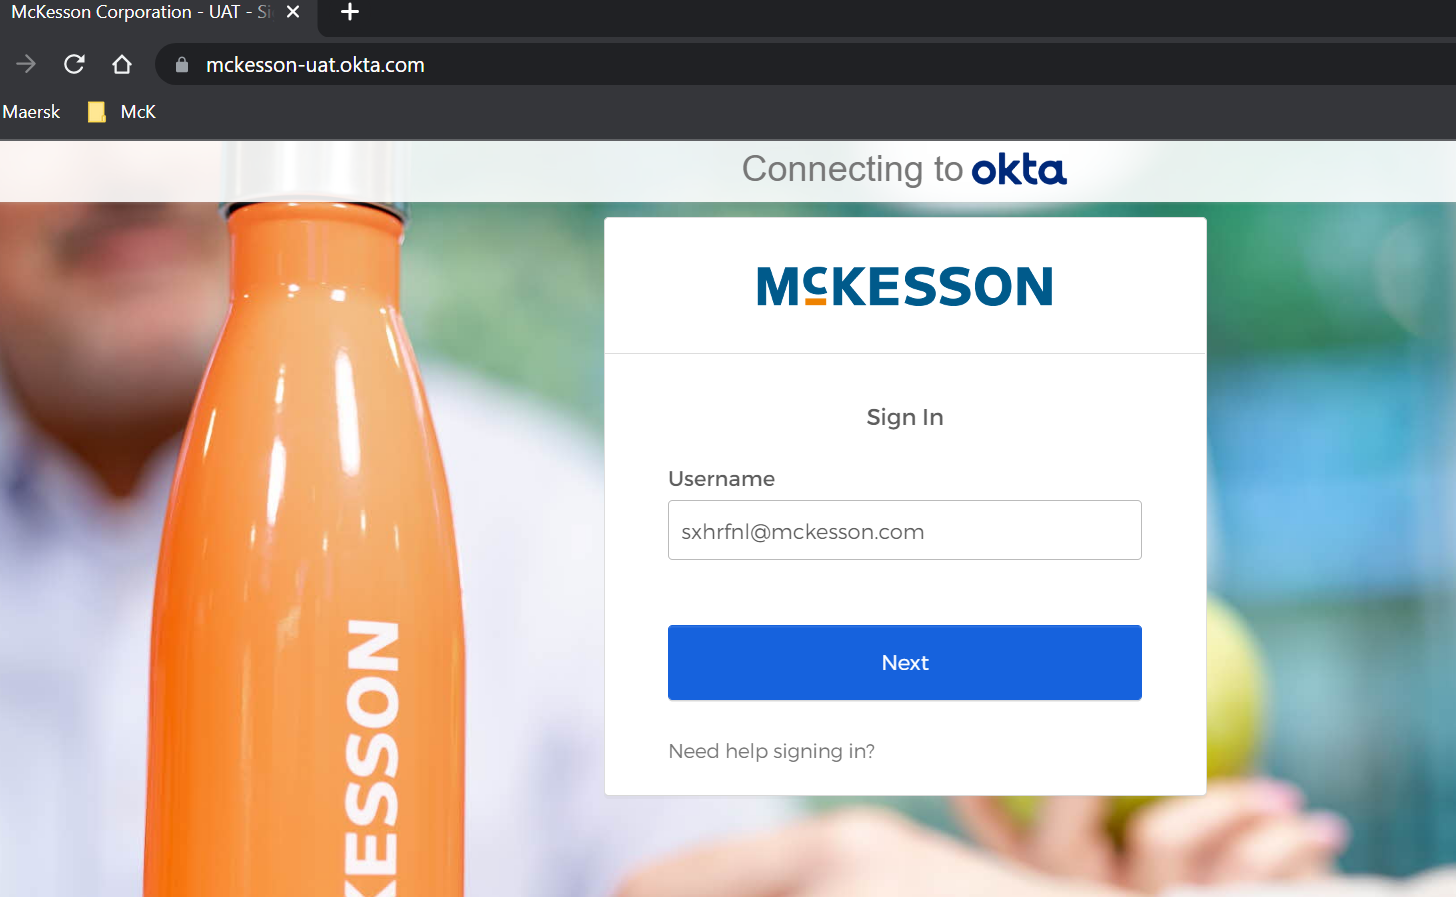 McKesson Corporation - UAT - Si
mckesson-uat.okta.com
Maersk McK
Connecting to okta
MCKESSON
Sign In
Username
sxhrfnl@mckesson.com
Next
Need help signing in?
KESSON